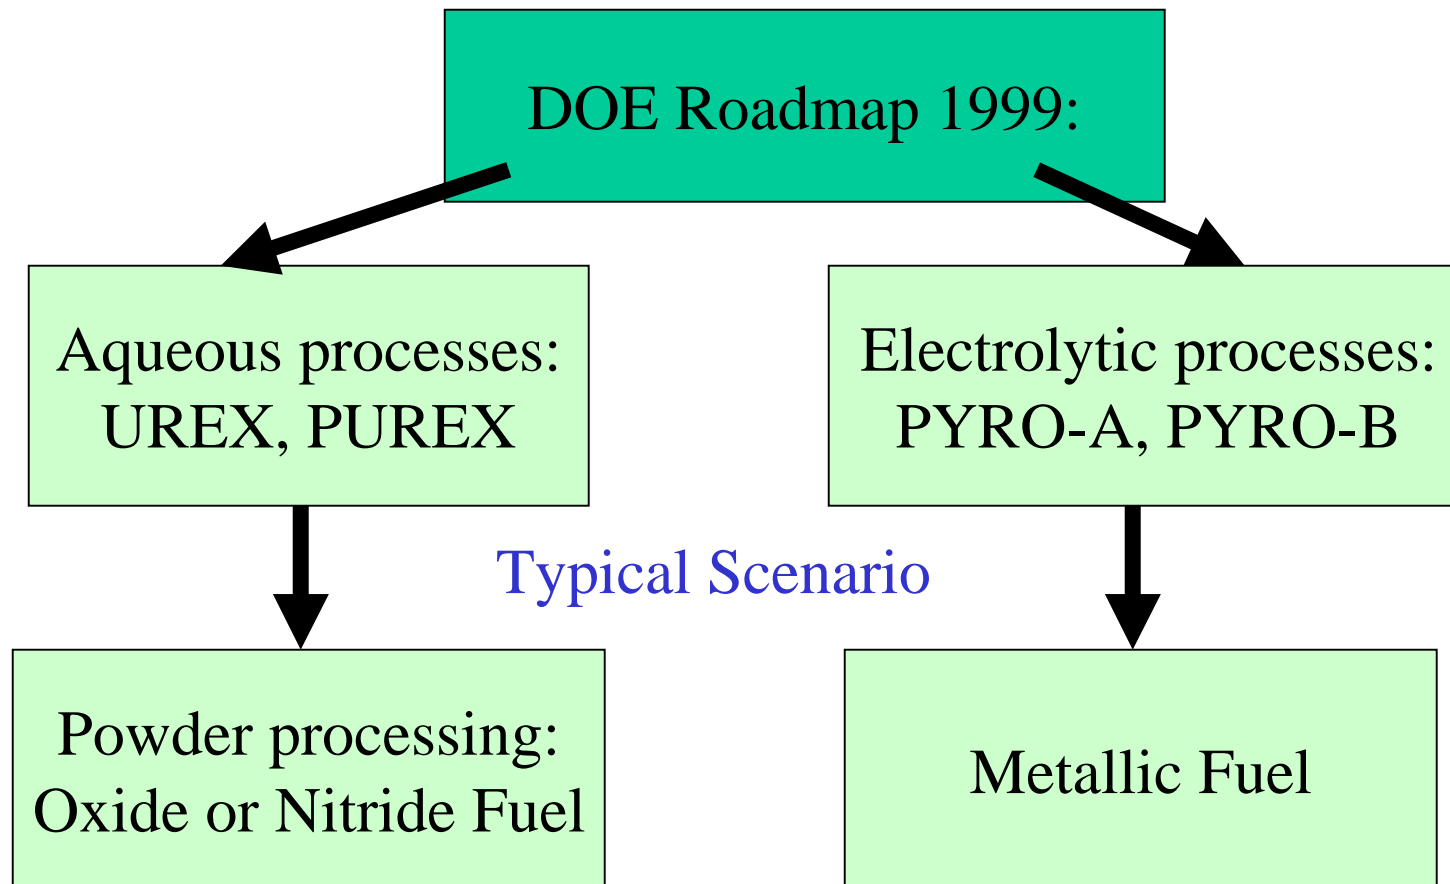 DOE Roadmap 1999:
Aqueous processes:
UREX, PUREX
Electrolytic processes:
PYRO-A, PYRO-B
Typical Scenario
Powder processing:
Oxide or Nitride Fuel
Metallic Fuel